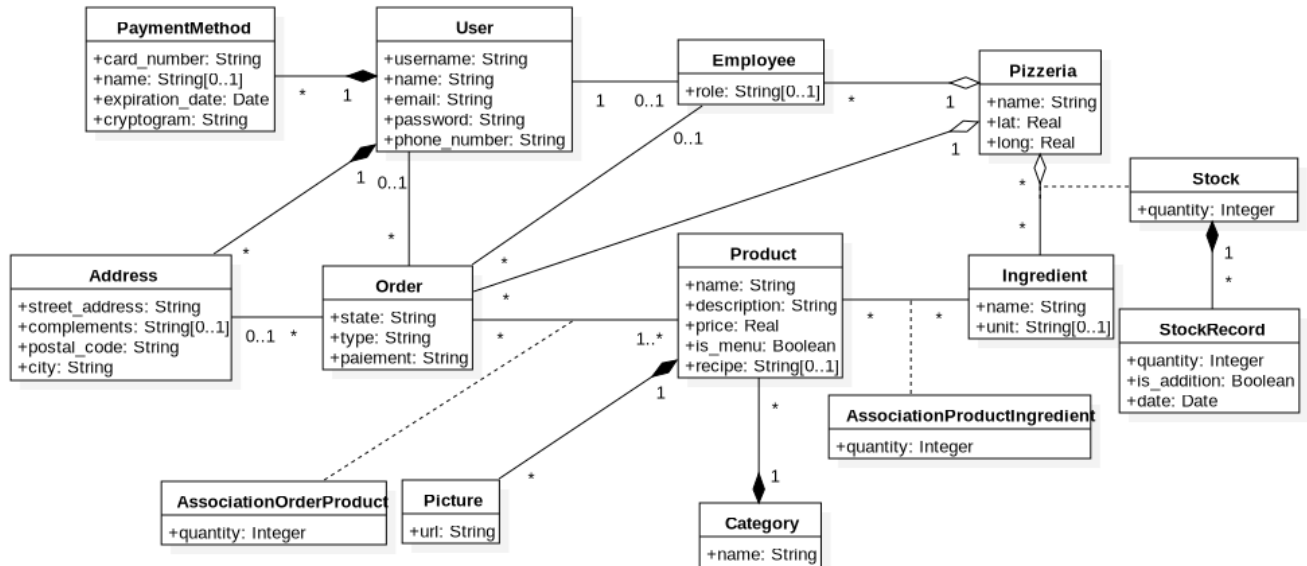 PaymentMethod
+card_number: String
+name: String[0..1]
+expiration_date: Date
+cryptogram: String
*
1
User
+username: String
+name: String
+email: String
+password: String
+phone_number: String
1
0..1
Employee
+role: String[0..1]
*
1
Pizzeria
+name: String
+lat: Real
+long: Real
1
*
0..1
*
0..1
*
1
*
*
*
Stock
+quantity: Integer
1
*
Address
+street_address: String
+complements: String[0..1]
+postal_code: String
+city: String
0..1
*
Order
+state: String
+type: String
+paiement: String
*
1..*
Product
+name: String
+description: String
+price: Real
+is_menu: Boolean
+recipe: String[0..1]
*
*
Ingredient
+name: String
+unit: String[0..1]
StockRecord
+quantity: Integer
+is_addition: Boolean
+date: Date
1
*
*
1
AssociationProductIngredient
+quantity: Integer
AssociationOrderProduct
+quantity: Integer
Picture
+url: String
Category
+name: String